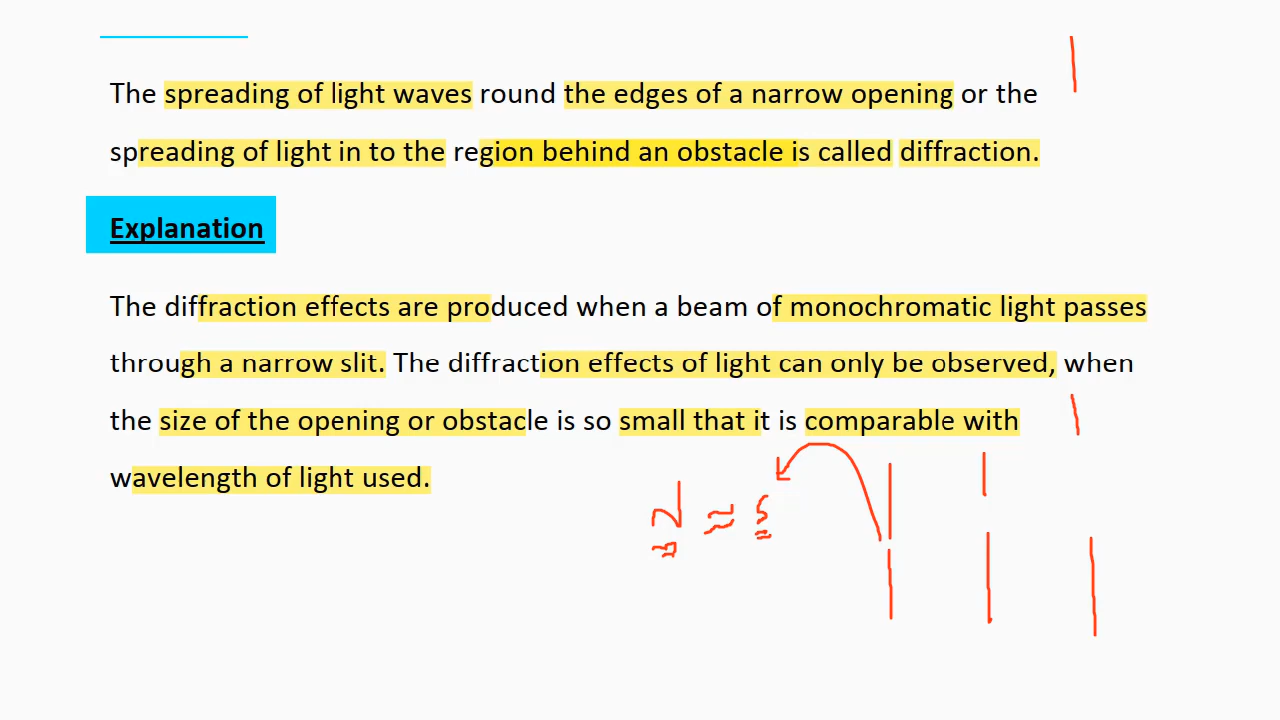 The spreading of light waves round the edges of a narrow opening or the
spreading of light in to the region behind an obstacle is called diffraction.
Explanation
The diffraction effects are produced when a beam of monochromatic light passes
through a narrow slit. The diffraction effects of light can only be observed, when
the size of the opening or obstacle is so small that it is comparable with
wavelength of light used.